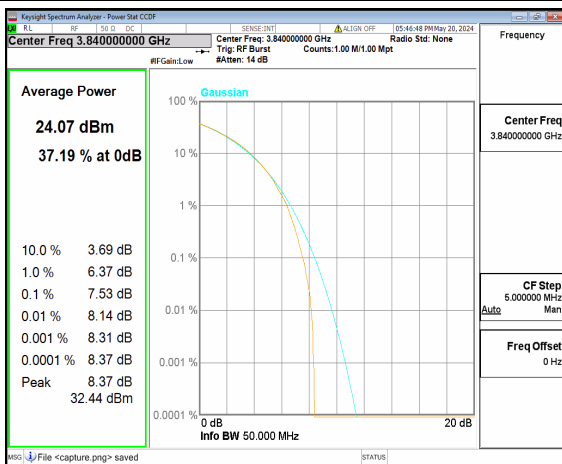 Keysight Spectrum Analyzer - Power Stat CCDF
RL RF 50 Ω DC SENSE:INT ALIGN OFF 05:46:48 PM May 20, 2024
Center Freq 3.840000000 GHz
Center Freq: 3.840000000 GHz Radio Std: None
Trig: RF Burst Counts:1.00 M/1.00 Mpt
#IFGain:Low #Atten: 14 dB
Frequency
Average Power
24.07 dBm
37.19 % at 0dB
10.0 % 3.69 dB
1.0 % 6.37 dB
0.1 % 7.53 dB
0.01 % 8.14 dB
0.001 % 8.31 dB
0.0001 % 8.37 dB
Peak 8.37 dB
32.44 dBm
Gaussian
100 %
10 %
1 %
0.1 %
0.01 %
0.001 %
0.0001 %
0 dB 20 dB
Info BW 50.000 MHz
Center Freq
3.840000000 GHz
CF Step
5.000000 MHz
Auto Man
Freq Offset
0 Hz
MSG File <capture.png> saved STATUS